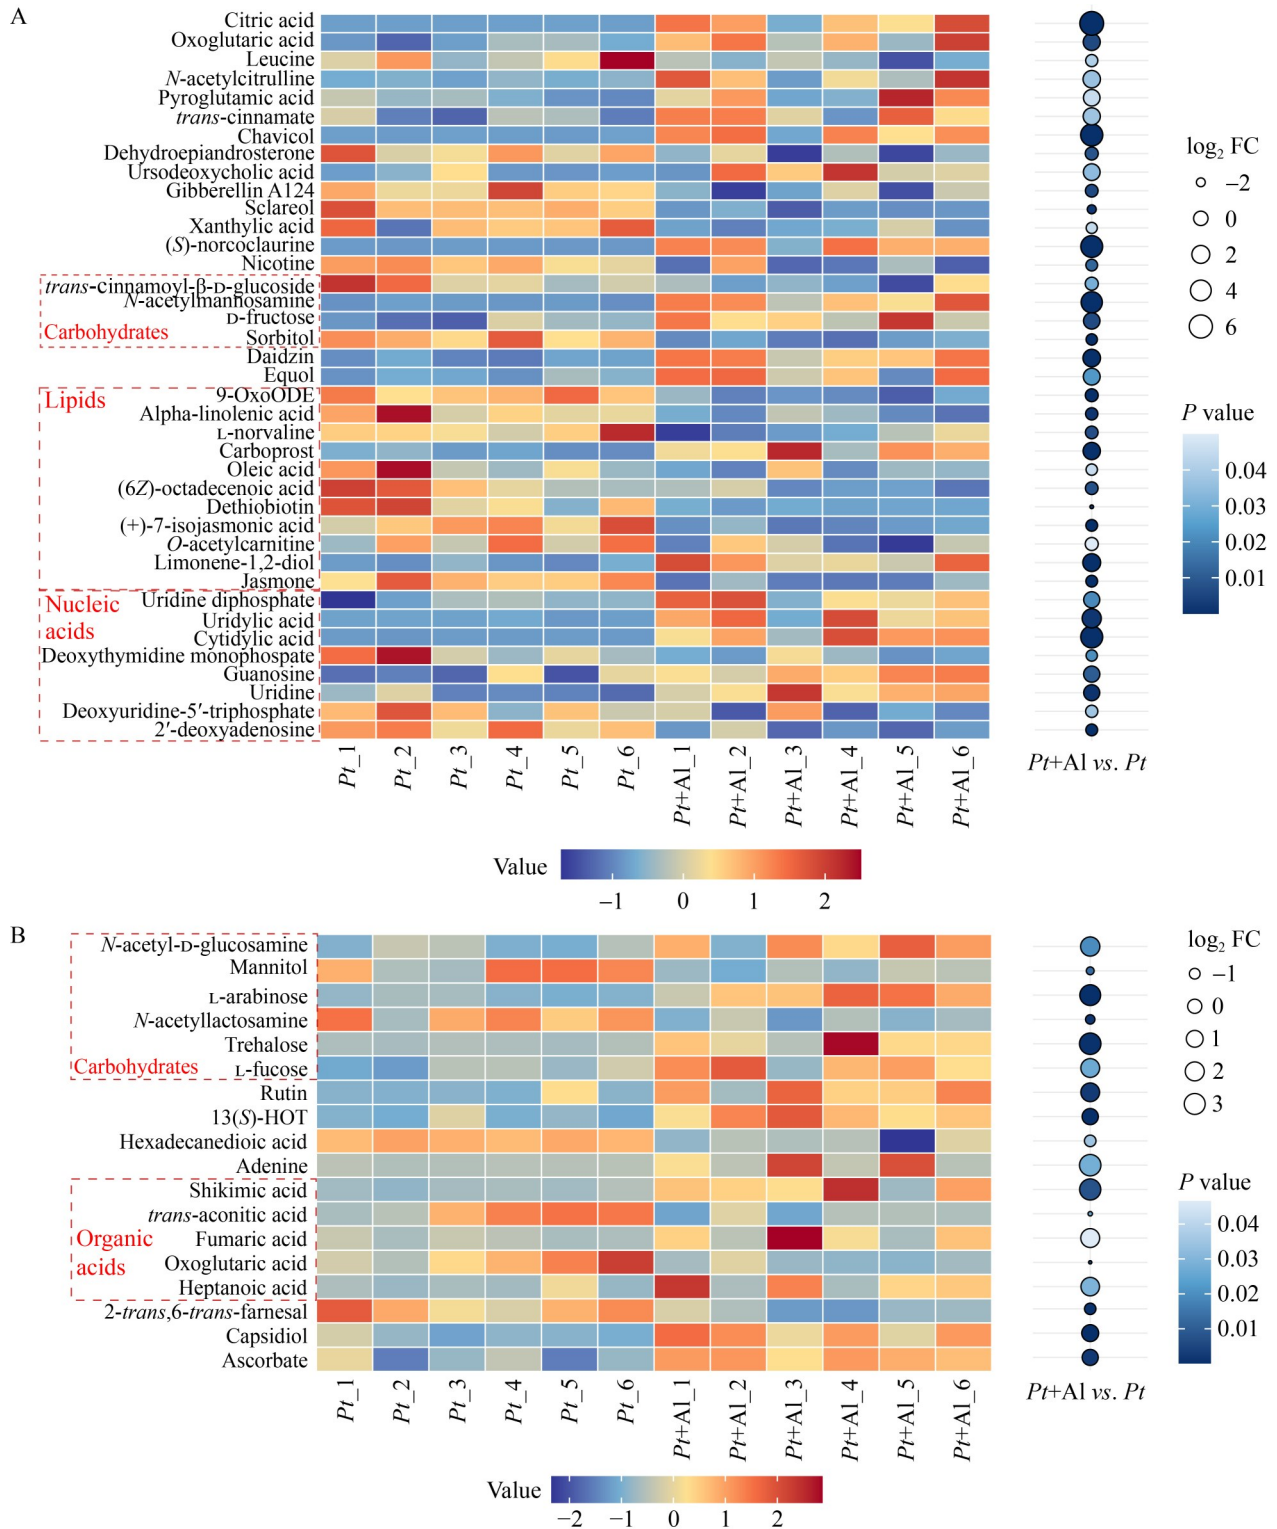 A
Citric acid
Oxoglutaric acid
Leucine
N-acetylcitrulline
Pyroglutamic acid
trans-cinnamate
Chavicol
Dehydroepiandrosterone
Ursodeoxycholic acid
Gibberellin A124
Sclareol
Xanthylic acid
(S)-norcoclaurine
Nicotine
trans-cinnamoyl-β-D-glucoside
N-acetylmannosamine
D-fructose
Carbohydrates
Sorbitol
Daidzin
Equol
Lipids
9-OxoODE
Alpha-linolenic acid
L-norvaline
Carboprost
Oleic acid
(6Z)-octadecenoic acid
Dethiobiotin
(+)-7-isojasmonic acid
O-acetylcarnitine
Limonene-1,2-diol
Jasmone
Nucleic acids
Uridine diphosphate
Uridylic acid
Cytidylic acid
Deoxythymidine monophospate
Guanosine
Uridine
Deoxyuridine-5′-triphosphate
2′-deoxyadenosine
Pt_1 Pt_2 Pt_3 Pt_4 Pt_5 Pt_6 Pt+Al_1 Pt+Al_2 Pt+Al_3 Pt+Al_4 Pt+Al_5 Pt+Al_6
Pt+Al vs. Pt
log2 FC
−2
0
2
4
6
P value
0.04
0.03
0.02
0.01
Value
−1 0 1 2
B
N-acetyl-D-glucosamine
Mannitol
L-arabinose
N-acetyllactosamine
Trehalose
Carbohydrates
L-fucose
Rutin
13(S)-HOT
Hexadecanedioic acid
Adenine
Shikimic acid
trans-aconitic acid
Organic acids
Fumaric acid
Oxoglutaric acid
Heptanoic acid
2-trans,6-trans-farnesal
Capsidiol
Ascorbate
Pt_1 Pt_2 Pt_3 Pt_4 Pt_5 Pt_6 Pt+Al_1 Pt+Al_2 Pt+Al_3 Pt+Al_4 Pt+Al_5 Pt+Al_6
Pt+Al vs. Pt
log2 FC
−1
0
1
2
3
P value
0.04
0.03
0.02
0.01
Value
−2 −1 0 1 2